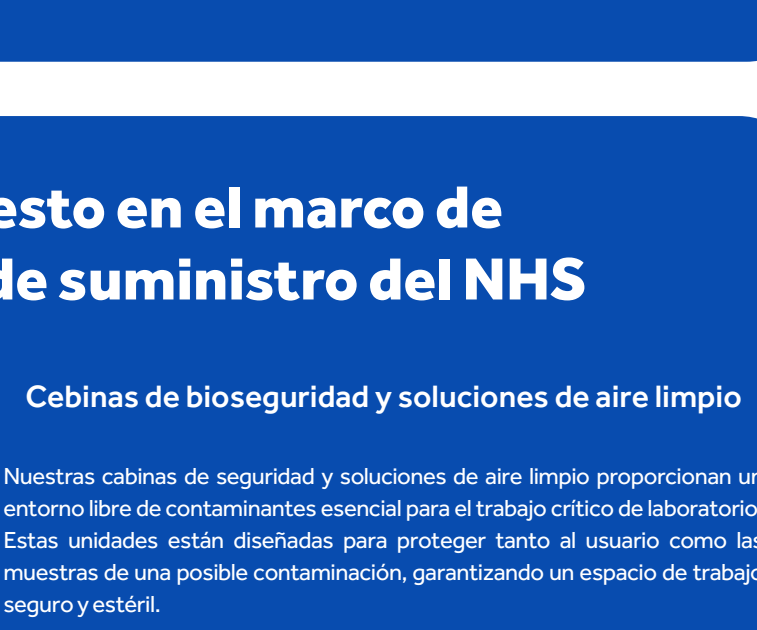 esto en el marco de
de suministro del NHS
Cebinas de bioseguridad y soluciones de aire limpio
Nuestras cabinas de seguridad y soluciones de aire limpio proporcionan un
entorno libre de contaminantes esencial para el trabajo crítico de laboratorio
Estas unidades están diseñadas para proteger tanto al usuario como las
muestras de una posible contaminación, garantizando un espacio de trabajo
seguro y estéril.